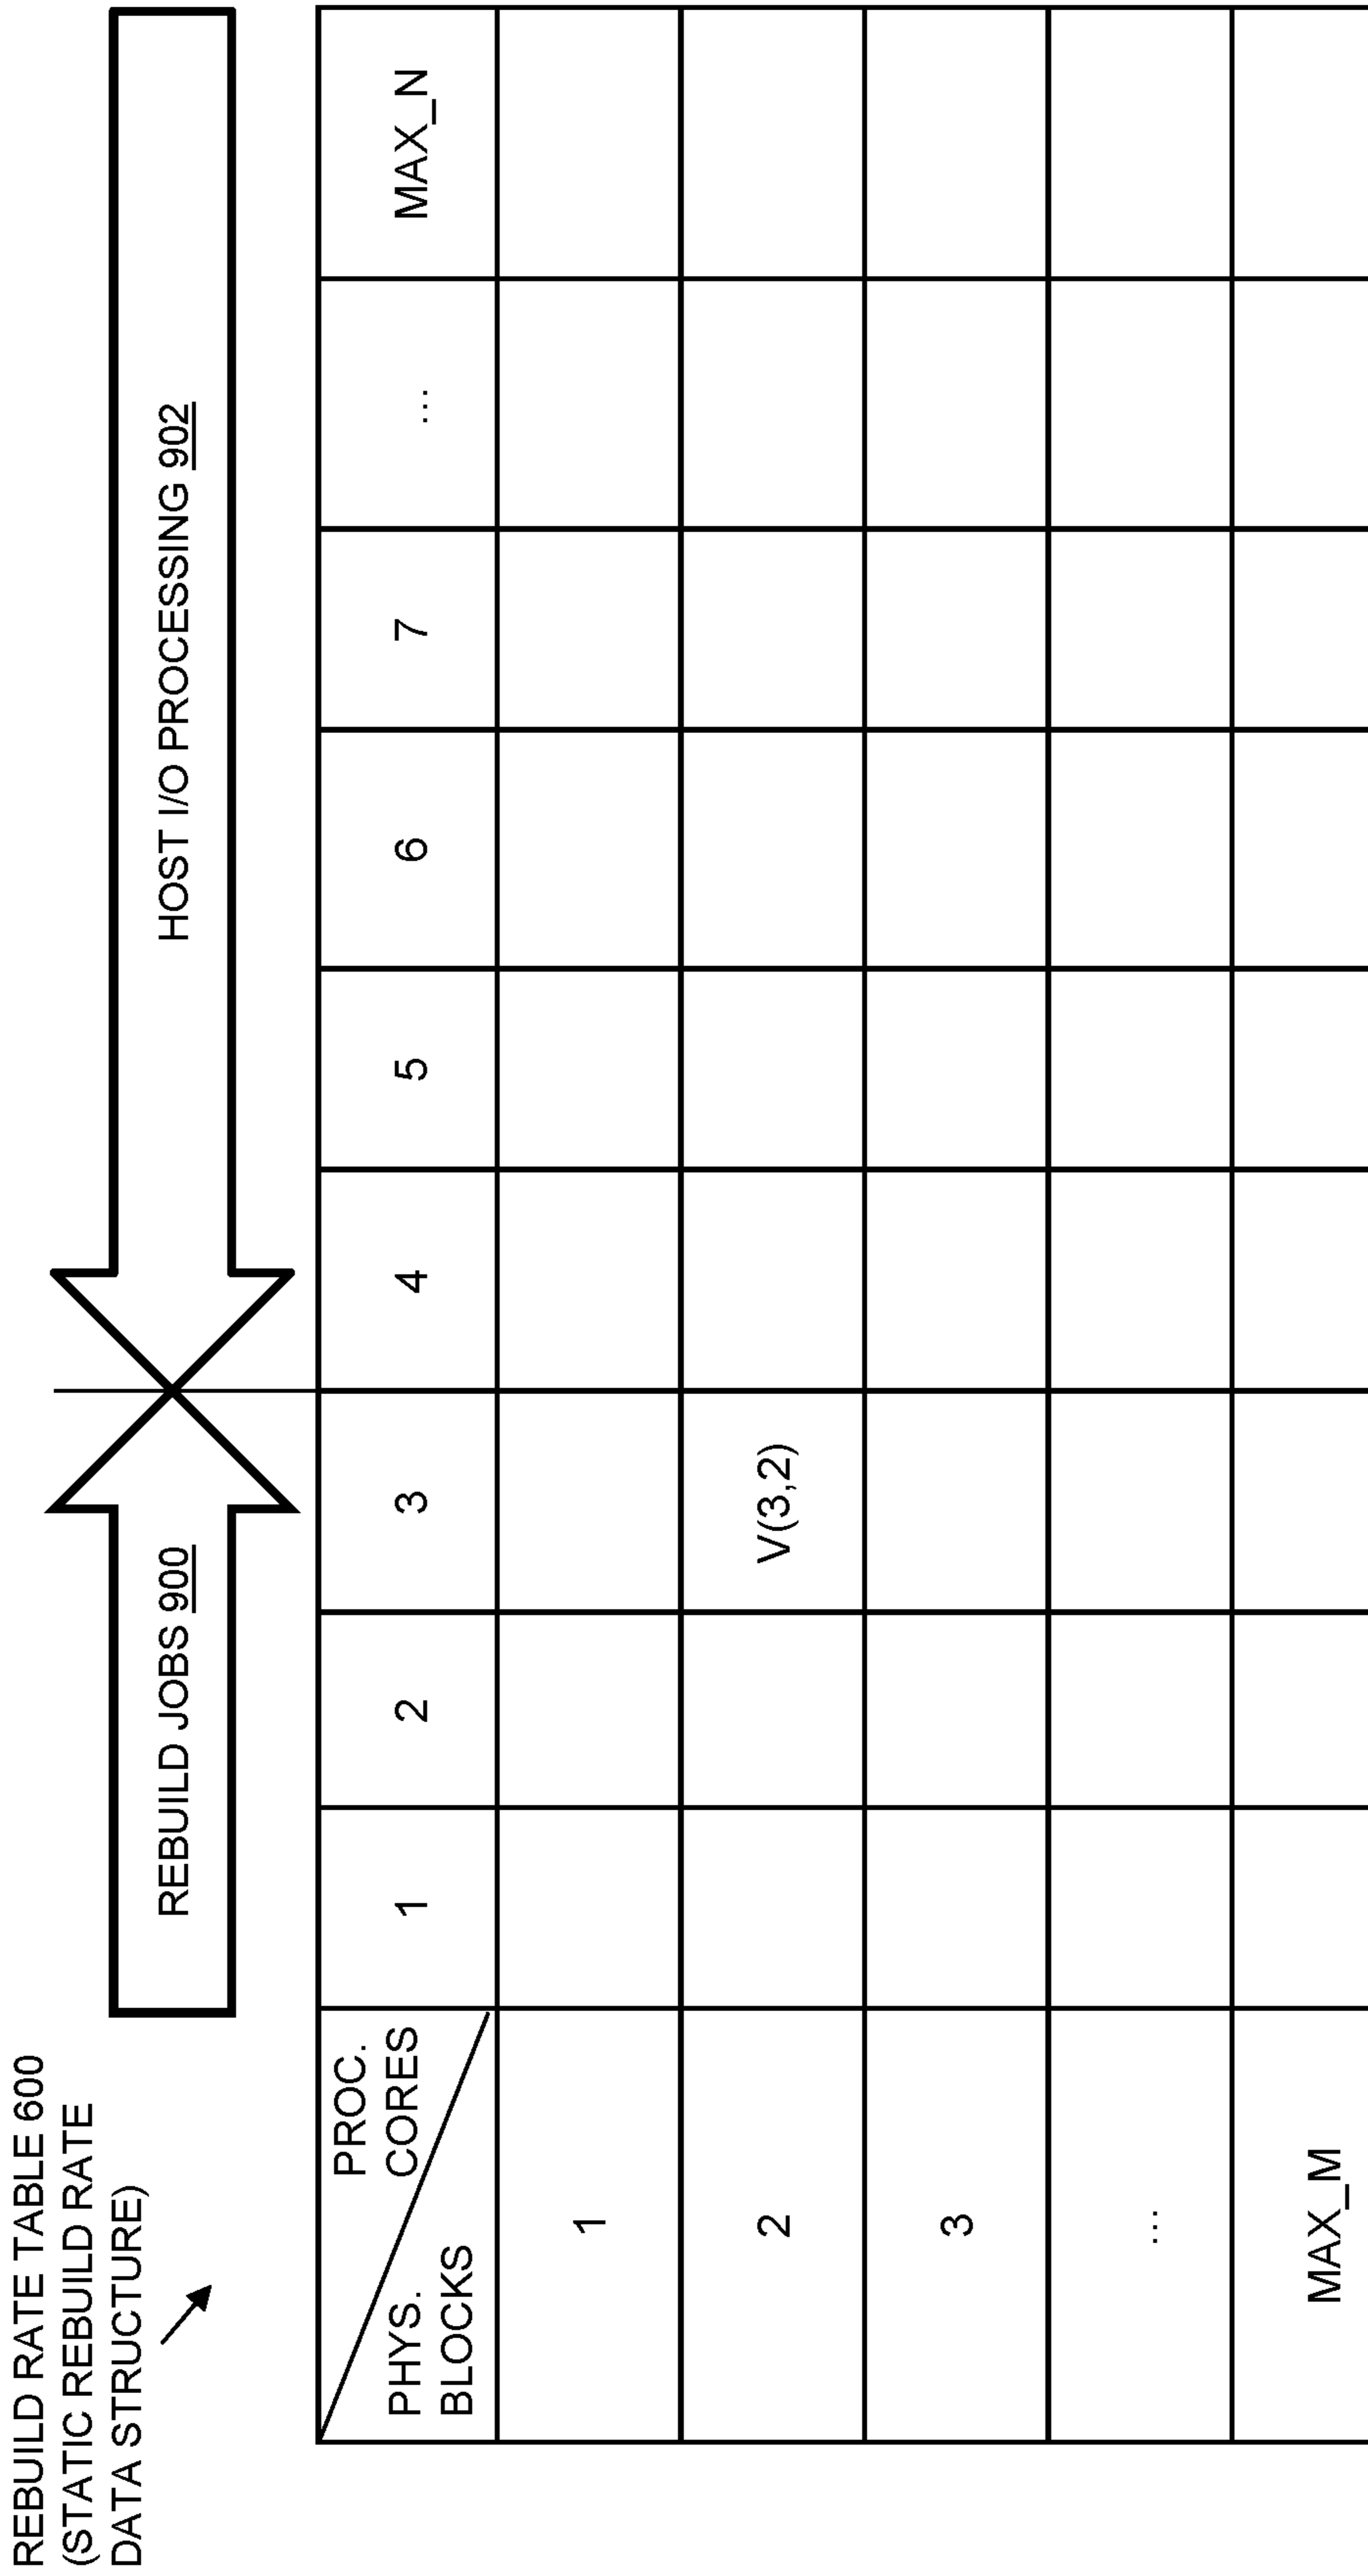 REBUILD RATE TABLE 600
(STATIC REBUILD RATE
DATA STRUCTURE)
REBUILD JOBS 900
HOST I/O PROCESSING 902
PROC.
CORES
PHYS.
BLOCKS
1 2 3 4 5 6 7 ... MAX_N
1
2 V(3,2)
3
...
MAX_M